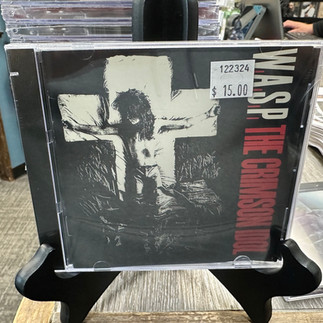 122324
$ 15.00
W.A.S.P.
THE CRIMSON IDOL